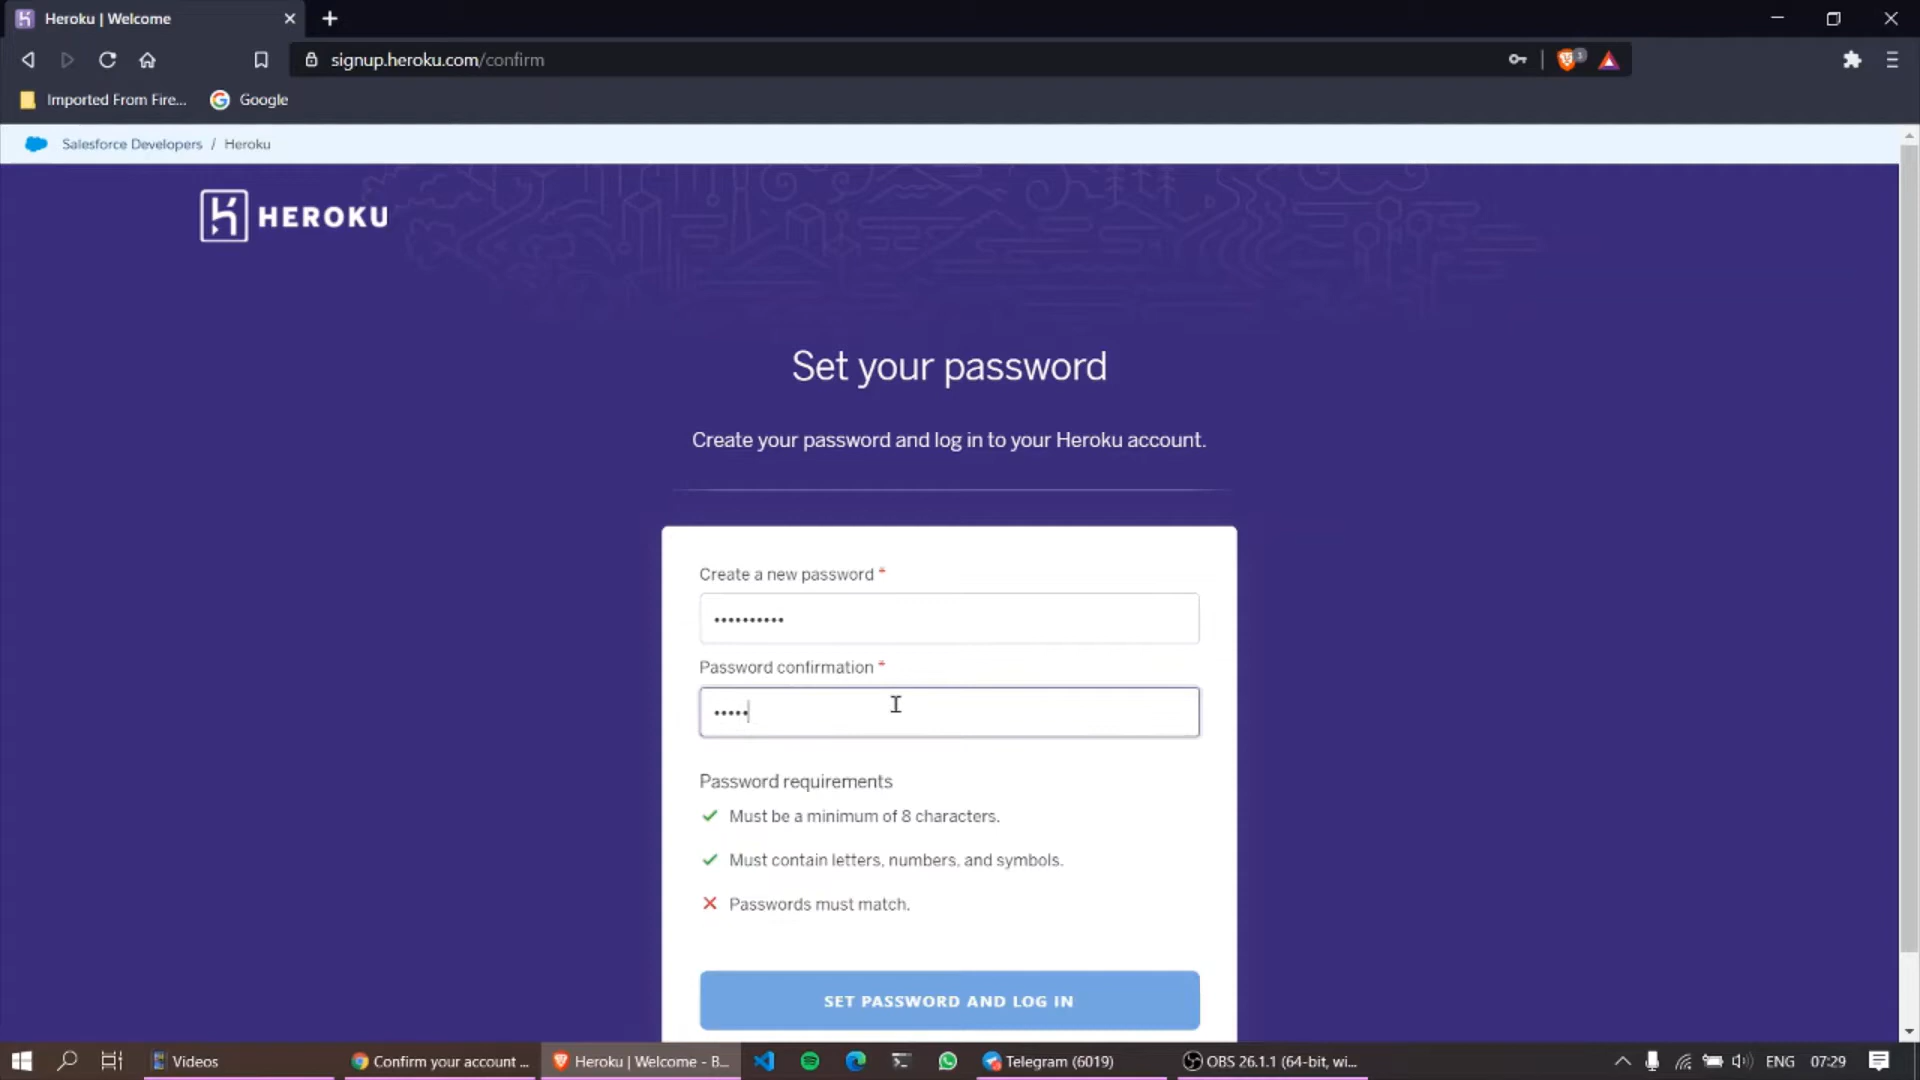 Heroku | Welcome
signup.heroku.com/confirm
3
Imported From Fire...
Google
Salesforce Developers / Heroku
HEROKU
Set your password
Create your password and log in to your Heroku account.
Create a new password *
••••••••••
Password confirmation *
•••••
Password requirements
Must be a minimum of 8 characters.
Must contain letters, numbers, and symbols.
Passwords must match.
SET PASSWORD AND LOG IN
Videos
Confirm your account ...
Heroku | Welcome - B...
Telegram (6019)
OBS 26.1.1 (64-bit, wi...
ENG
07:29